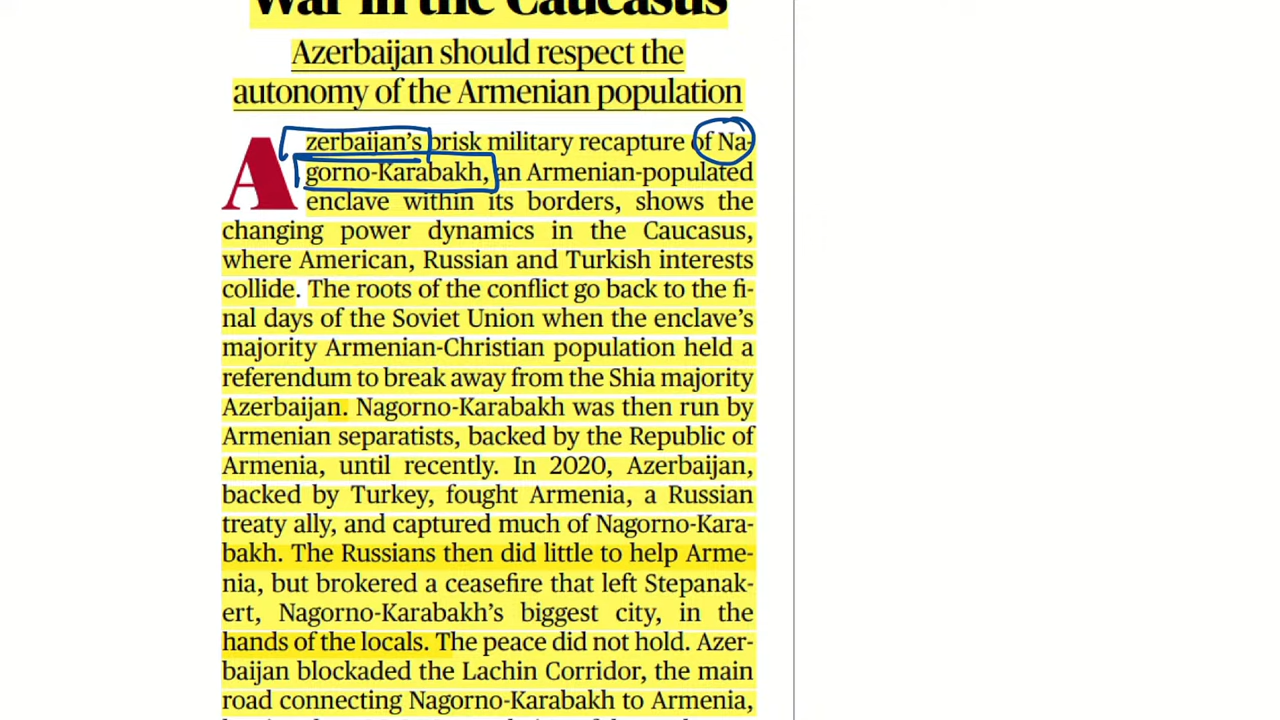 War in the Caucasus
Azerbaijan should respect the
autonomy of the Armenian population
Azerbaijan's brisk military recapture of Na-
gorno-Karabakh, an Armenian-populated
enclave within its borders, shows the
changing power dynamics in the Caucasus,
where American, Russian and Turkish interests
collide. The roots of the conflict go back to the fi-
nal days of the Soviet Union when the enclave's
majority Armenian-Christian population held a
referendum to break away from the Shia majority
Azerbaijan. Nagorno-Karabakh was then run by
Armenian separatists, backed by the Republic of
Armenia, until recently. In 2020, Azerbaijan,
backed by Turkey, fought Armenia, a Russian
treaty ally, and captured much of Nagorno-Kara-
bakh. The Russians then did little to help Arme-
nia, but brokered a ceasefire that left Stepanak-
ert, Nagorno-Karabakh's biggest city, in the
hands of the locals. The peace did not hold. Azer-
baijan blockaded the Lachin Corridor, the main
road connecting Nagorno-Karabakh to Armenia,